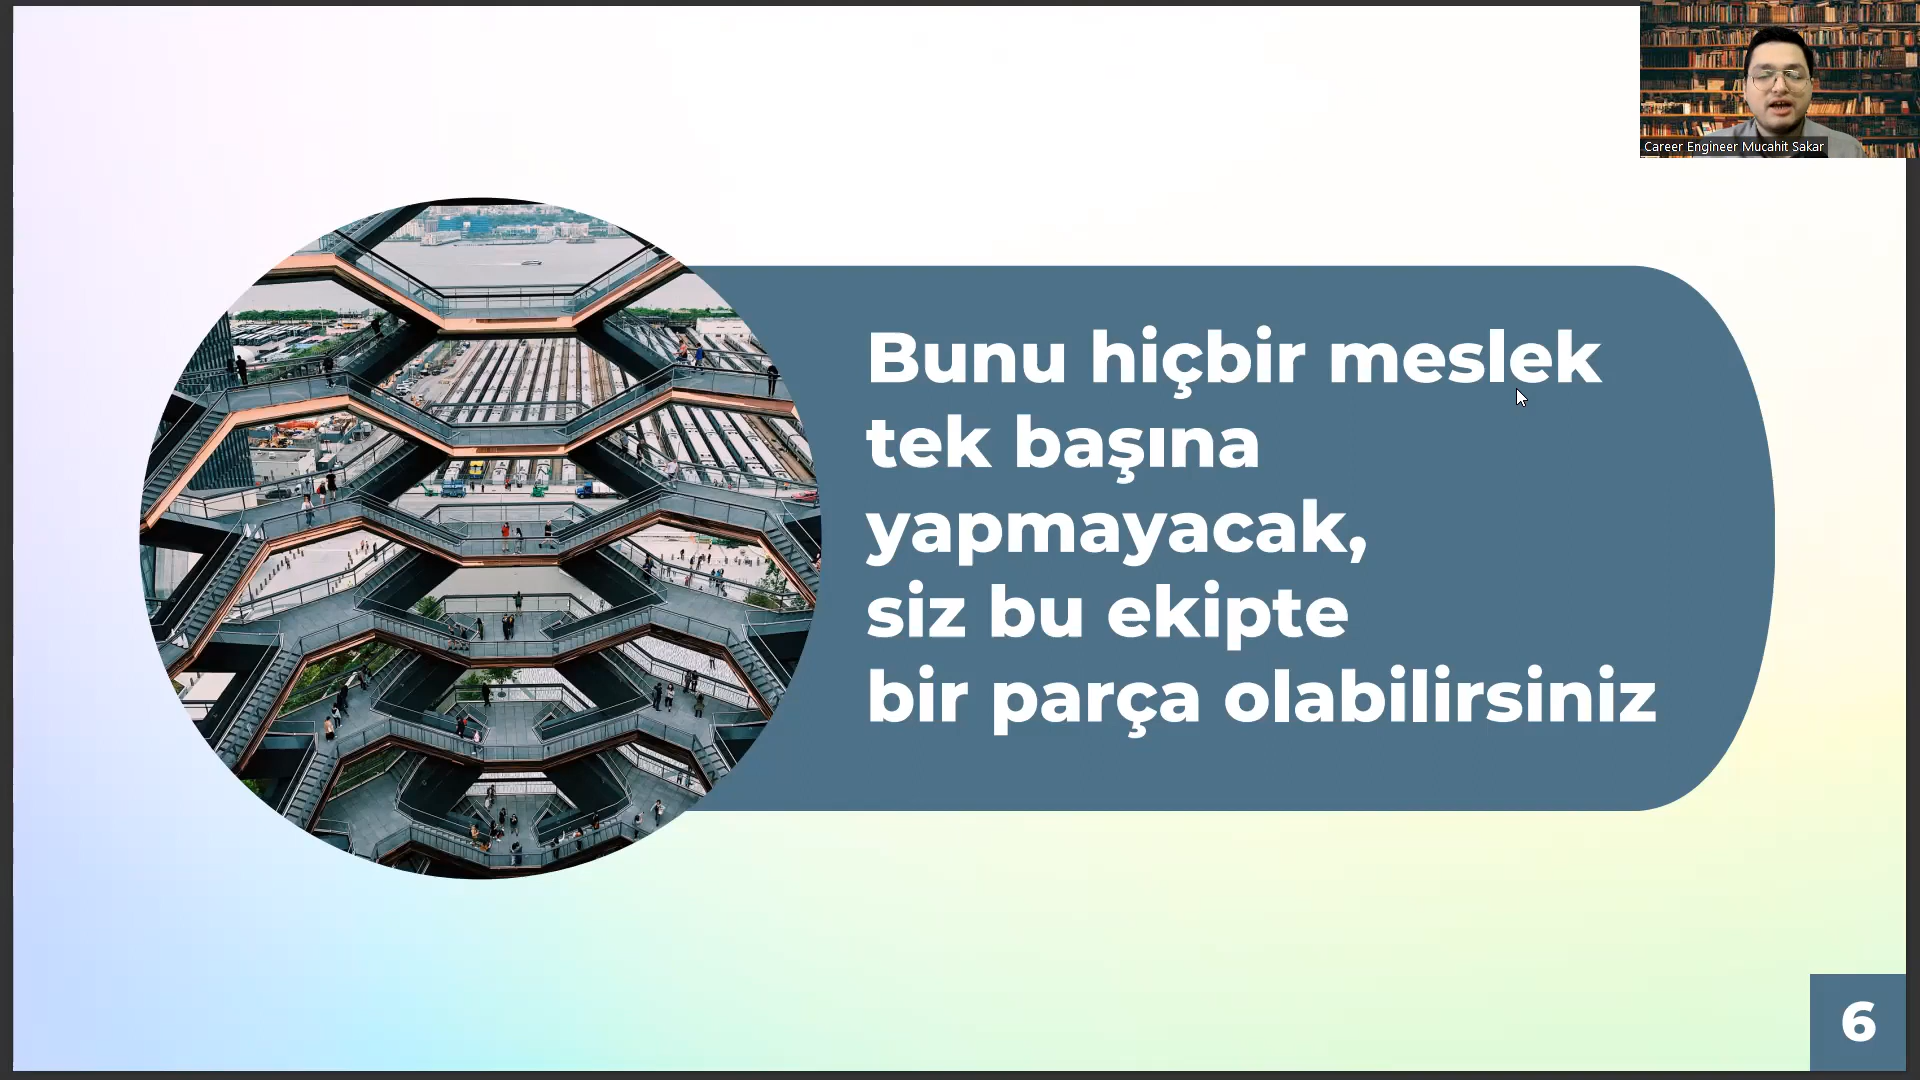 Career Engineer Mucahit Sakar
Bunu hiçbir meslek
tek başına
yapmayacak,
siz bu ekipte
bir parça olabilirsiniz
6